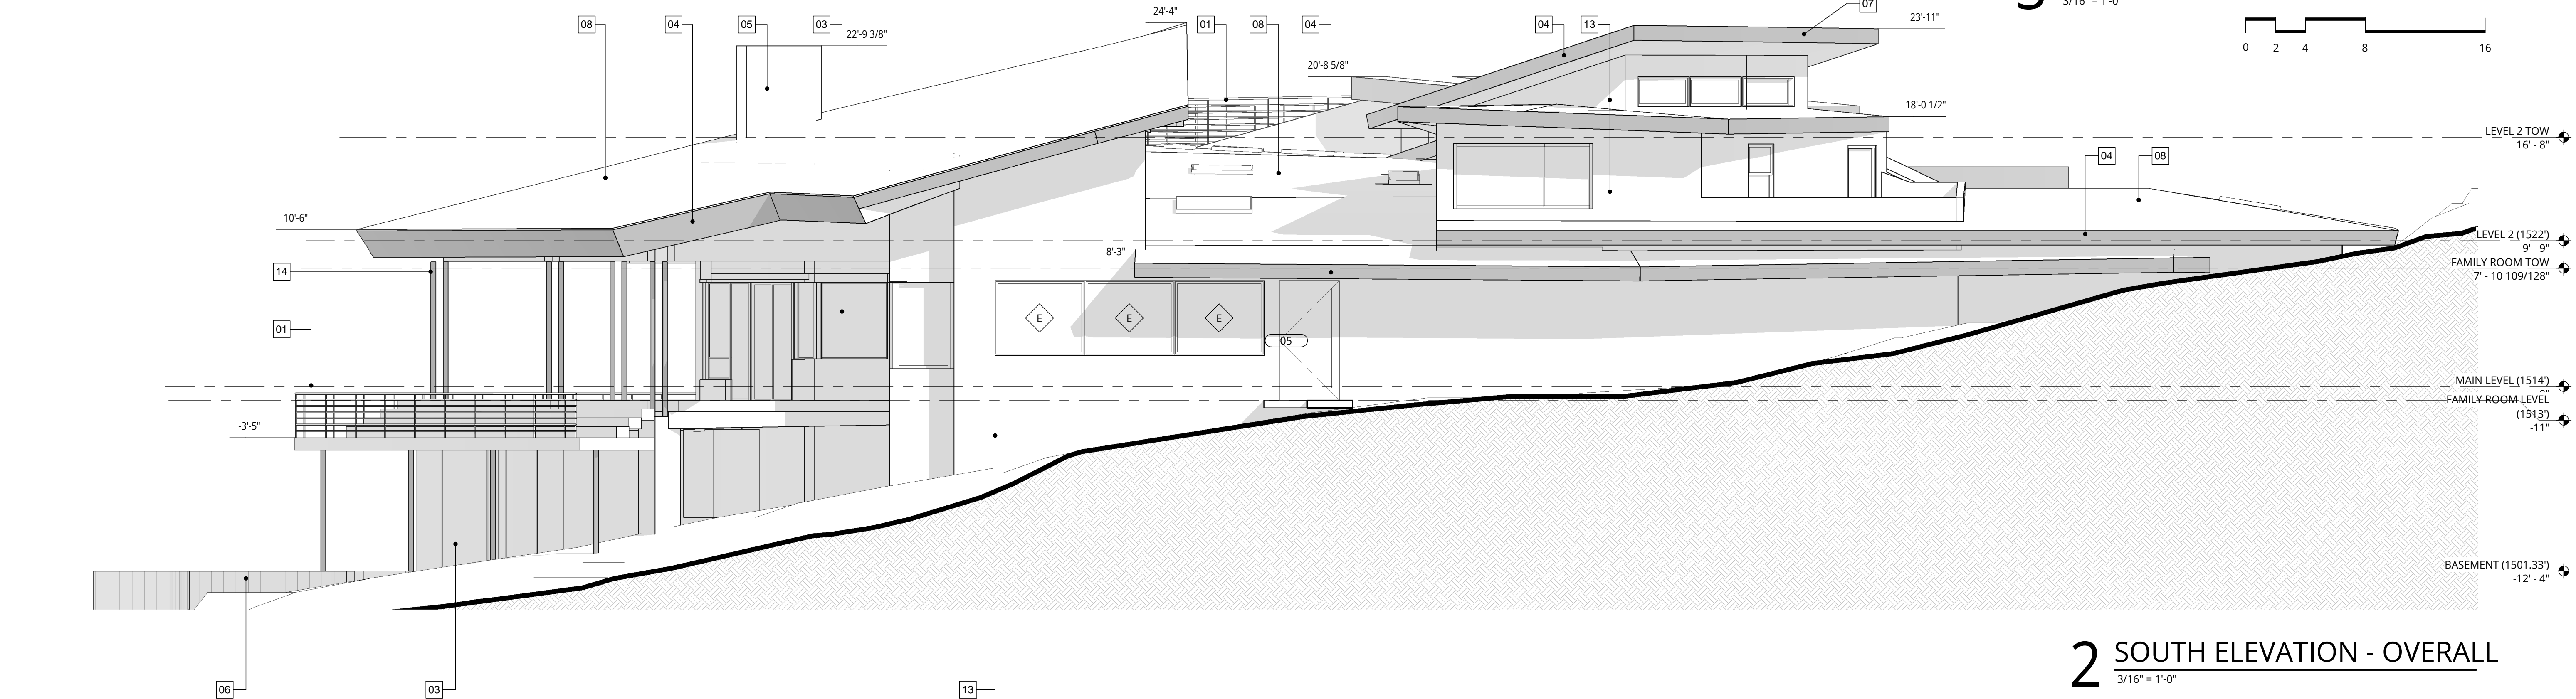 3/16" = 1'-0"
07
08
04
05
03
24'-4"
01
08
04
04
13
23'-11"
22'-9 3/8"
0 2 4 8 16
20'-8 5/8"
18'-0 1/2"
LEVEL 2 TOW
16' - 8"
04
08
10'-6"
LEVEL 2 (1522')
9' - 9"
8'-3"
14
FAMILY ROOM TOW
7' - 10 109/128"
E
E
E
01
05
MAIN LEVEL (1514')
0"
FAMILY ROOM LEVEL
(1513')
-11"
-3'-5"
BASEMENT (1501.33')
-12' - 4"
2 SOUTH ELEVATION - OVERALL
3/16" = 1'-0"
06
03
13